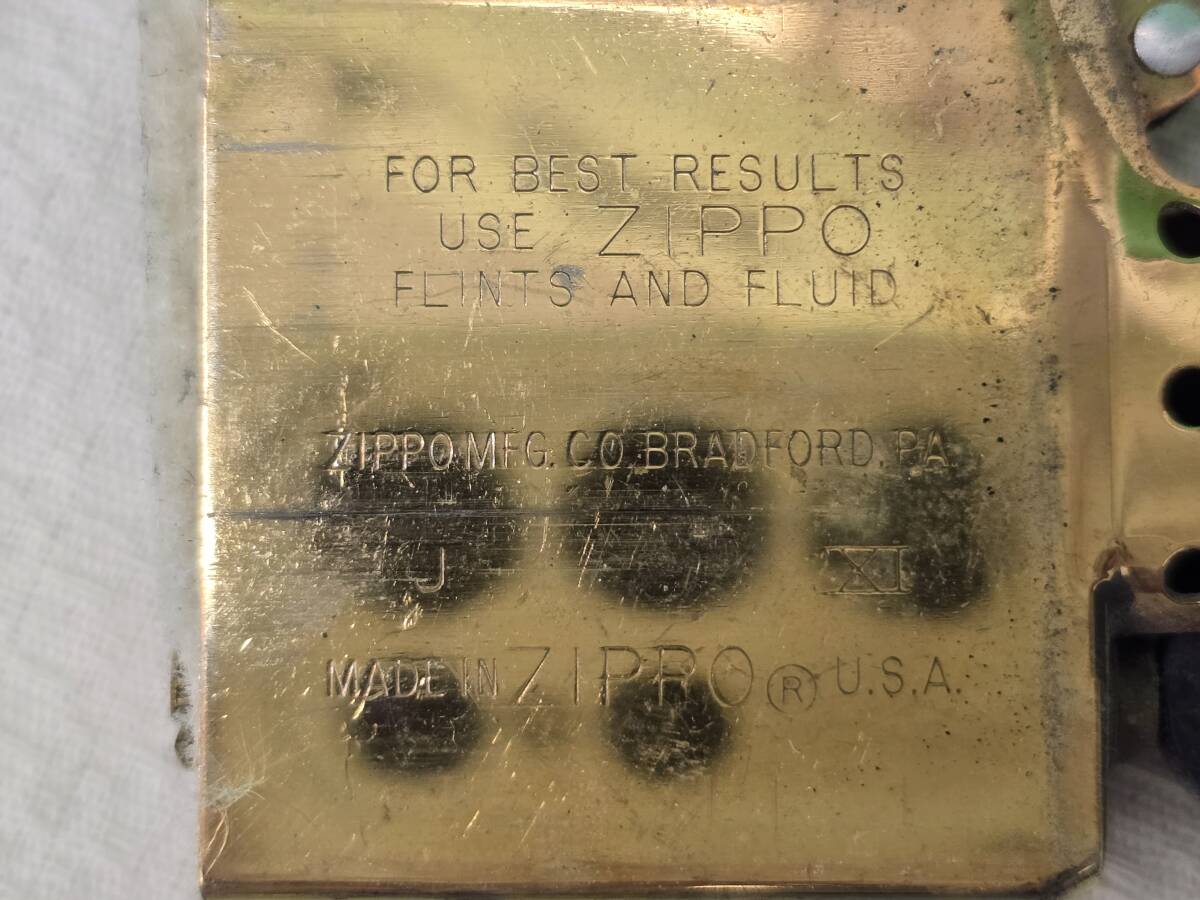 FOR BEST RESULTS
USE ZIPPO
FLINTS AND FLUID
ZIPPO MFG. CO. BRADFORD, PA
J XI
MADE IN ZIPPO ® U.S.A.